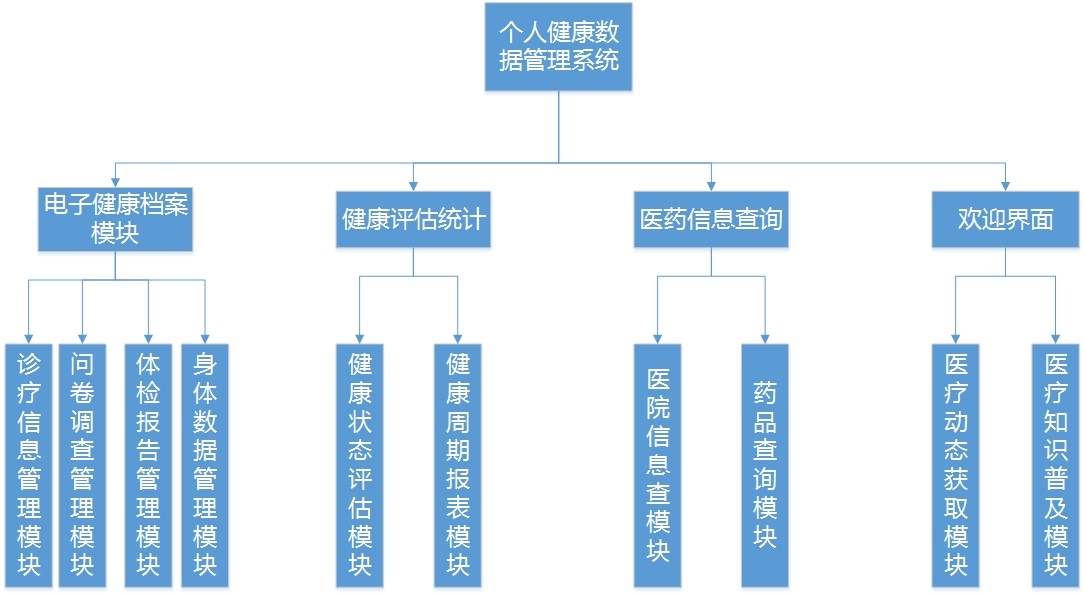 个人健康数
据管理系统
电子健康档案
模块
健康评估统计
医药信息查询
欢迎界面
诊疗信息管理模块
问卷调查管理模块
体检报告管理模块
身体数据管理模块
健康状态评估模块
健康周期报表模块
医院信息查模块
药品查询模块
医疗动态获取模块
医疗知识普及模块